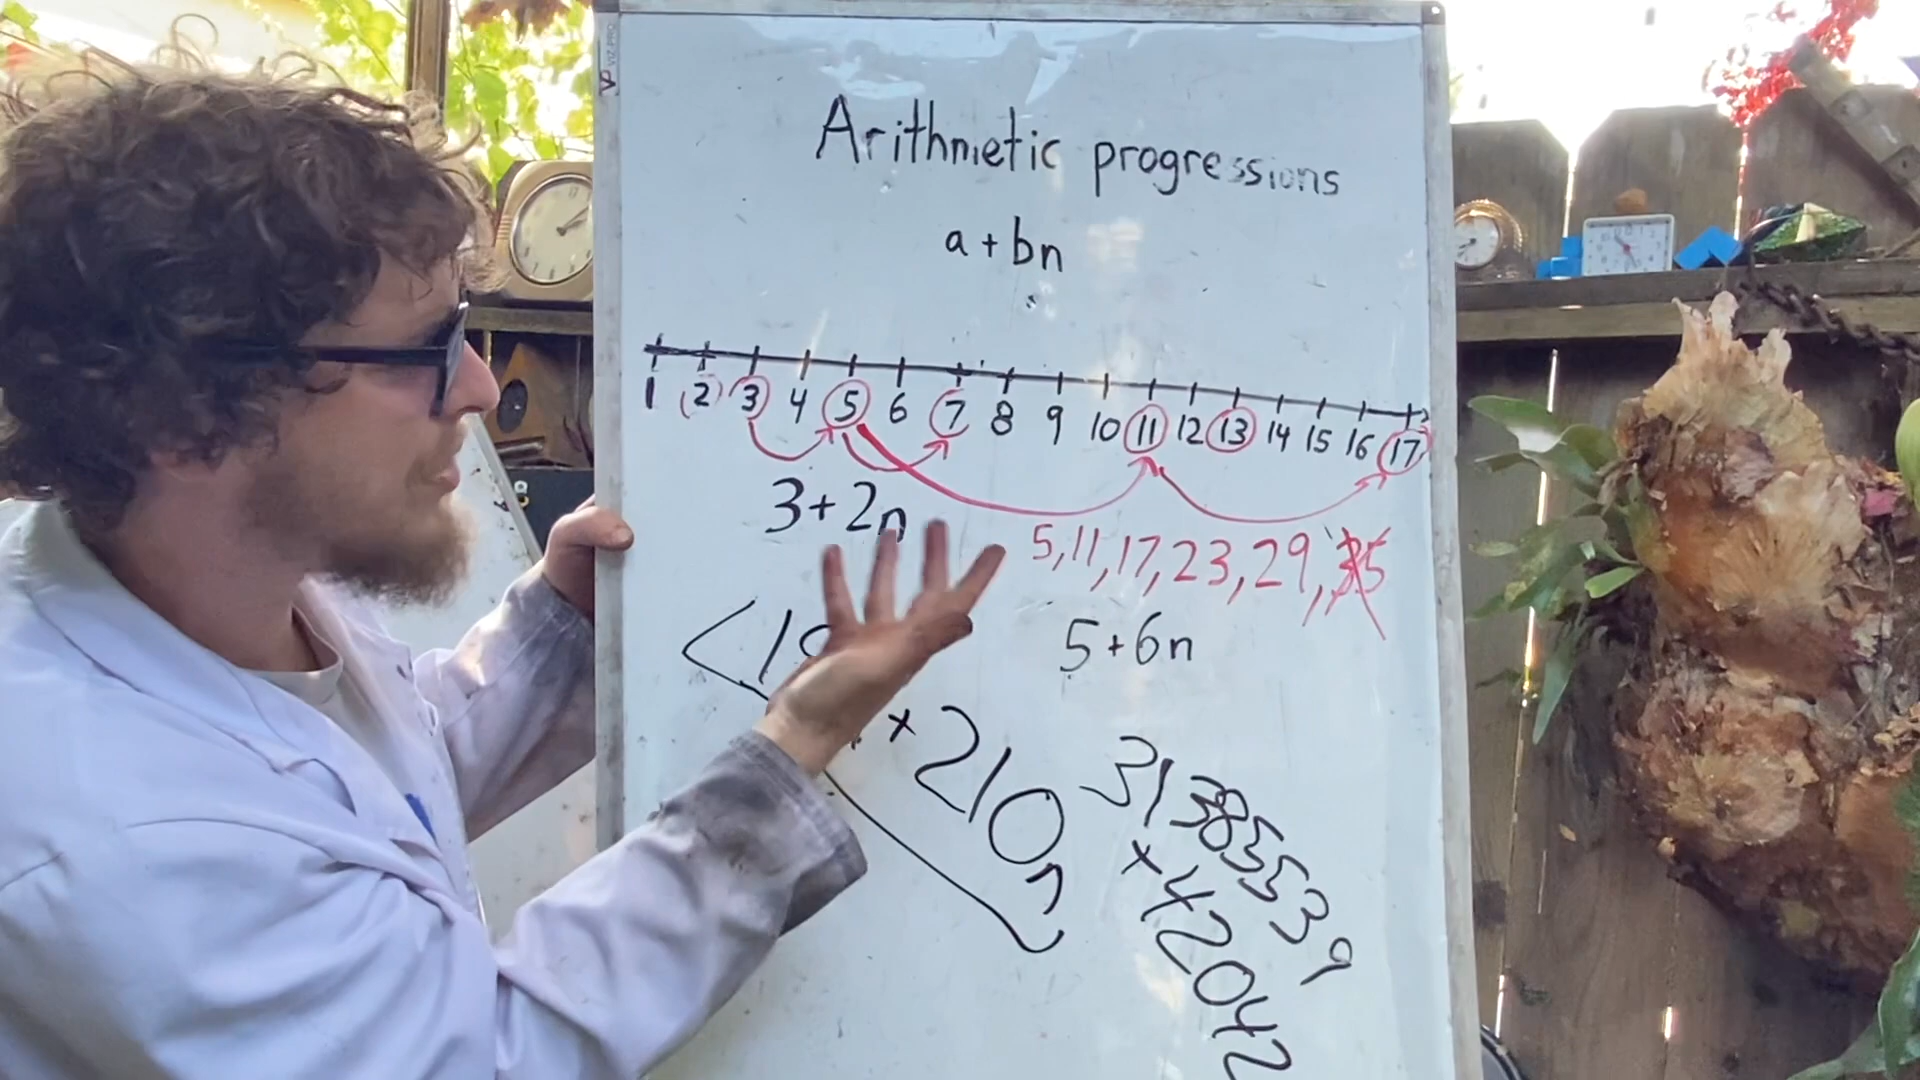 Arithmetic progressions
a + bn
1 2 3 4 5 6 7 8 9 10 11 12 13 14 15 16 17
3+2n
5,11,17,23,29,35
5+6n
+210n
31385539
+42042